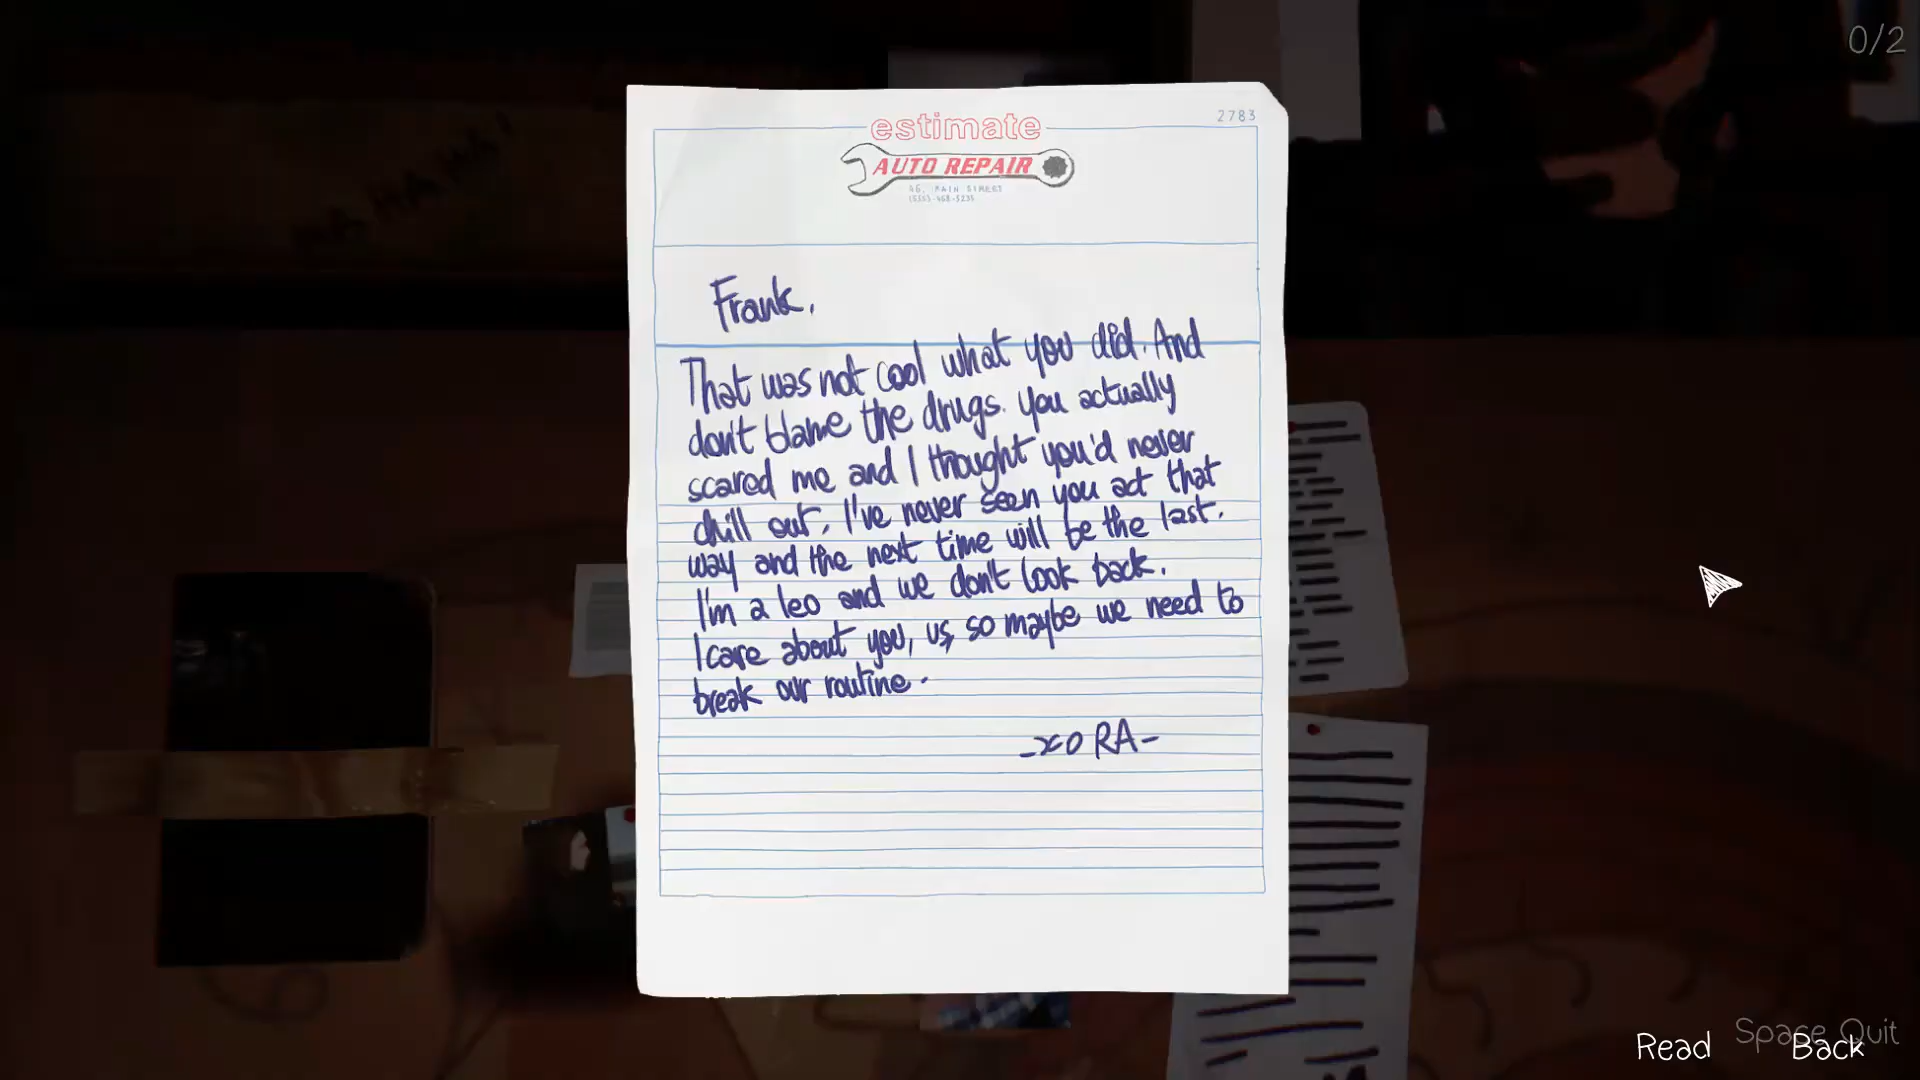 0/2
2783
estimate
AUTO REPAIR
46, MAIN STREET
Frank,
That was not cool what you did. And
don't blame the drugs. You actually
scared me and I thought you'd never
chill out. I've never seen you act that
way and the next time will be the last.
I'm a leo and we don't look back.
I care about you, us, so maybe we need to
break our routine.
-xo RA-
Space Quit
Read Back